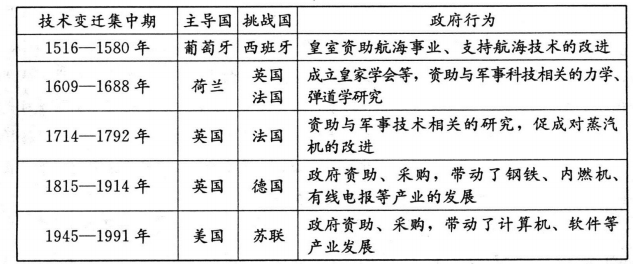 技术变迁集中期 主导国 挑战国 政府行为
1516—1580 年 葡萄牙 西班牙 皇室资助航海事业、支持航海技术的改进
1609—1688 年 荷兰 英国 法国 成立皇家学会等，资助与军事科技相关的力学、
弹道学研究
1714—1792 年 英国 法国 资助与军事技术相关的研究，促成对蒸汽
机的改进
1815—1914 年 英国 德国 政府资助、采购，带动了钢铁、内燃机、
有线电报等产业的发展
1945—1991 年 美国 苏联 政府资助、采购，带动了计算机、软件等
产业发展